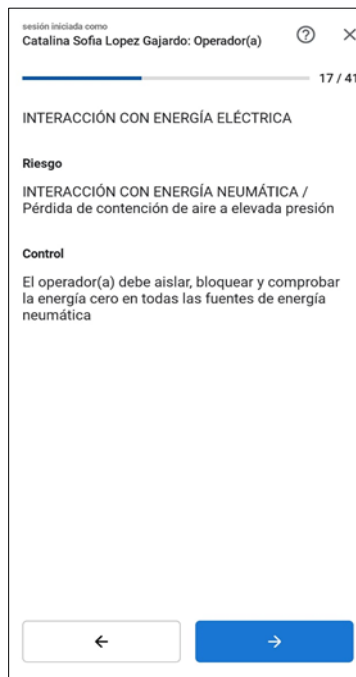 sesión iniciada como
Catalina Sofia Lopez Gajardo: Operador(a)
17 / 41
INTERACCIÓN CON ENERGÍA ELÉCTRICA
Riesgo
INTERACCIÓN CON ENERGÍA NEUMÁTICA /
Pérdida de contención de aire a elevada presión
Control
El operador(a) debe aislar, bloquear y comprobar
la energía cero en todas las fuentes de energía
neumática